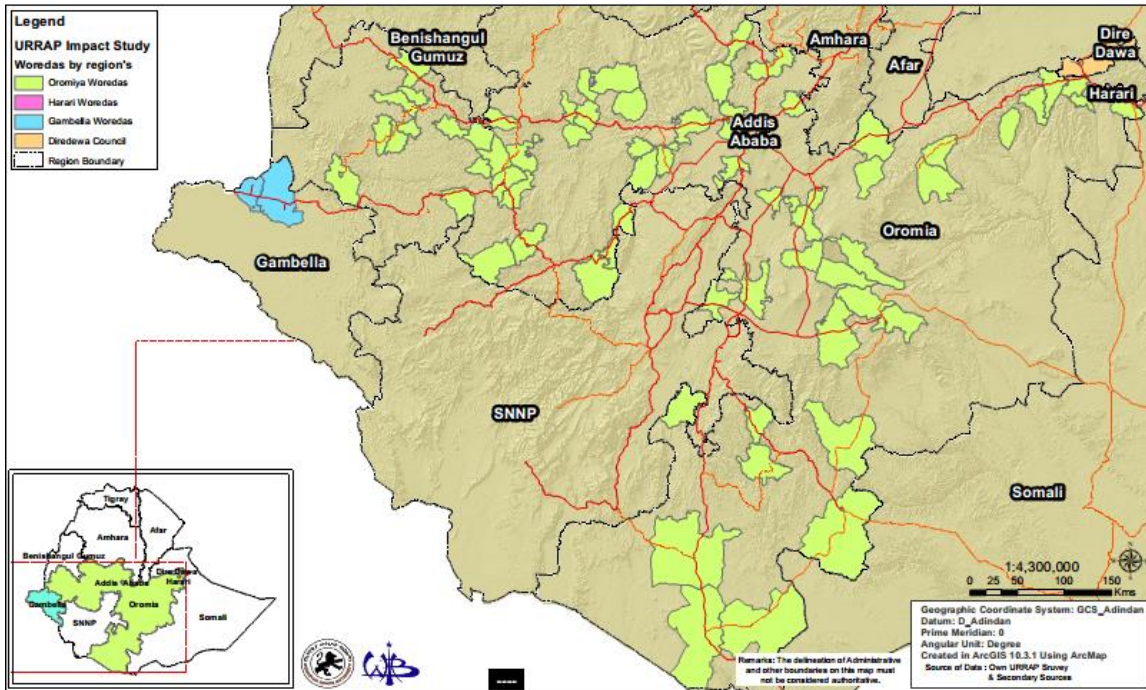 Legend
URRAP Impact Study
Woredas by region's
Oromiya Woredas
Harari Woredas
Gambella Woredas
Diredewa Council
Region Boundary
Benishangul
Gumuz
Amhara
Afar
Dire
Dawa
Harari
Addis
Ababa
Oromia
Gambella
SNNP
Somali
Tigray
Afar
Amhara
Benishangul Gumuz
Addis Ababa
Dire Dawa
Harari
Gambella
Oromia
SNNP
Somali
1:4,300,000
0 25 50 100 150
Kms
Geographic Coordinate System: GCS_Adindan
Datum: D_Adindan
Prime Meridian: 0
Angular Unit: Degree
Created in ArcGIS 10.3.1 Using ArcMap
Source of Data : Own URRAP Sruvey
& Secondary Sources
Remarks: The delineation of Administrative
and other boundaries on this map must
not be considered authoritative.